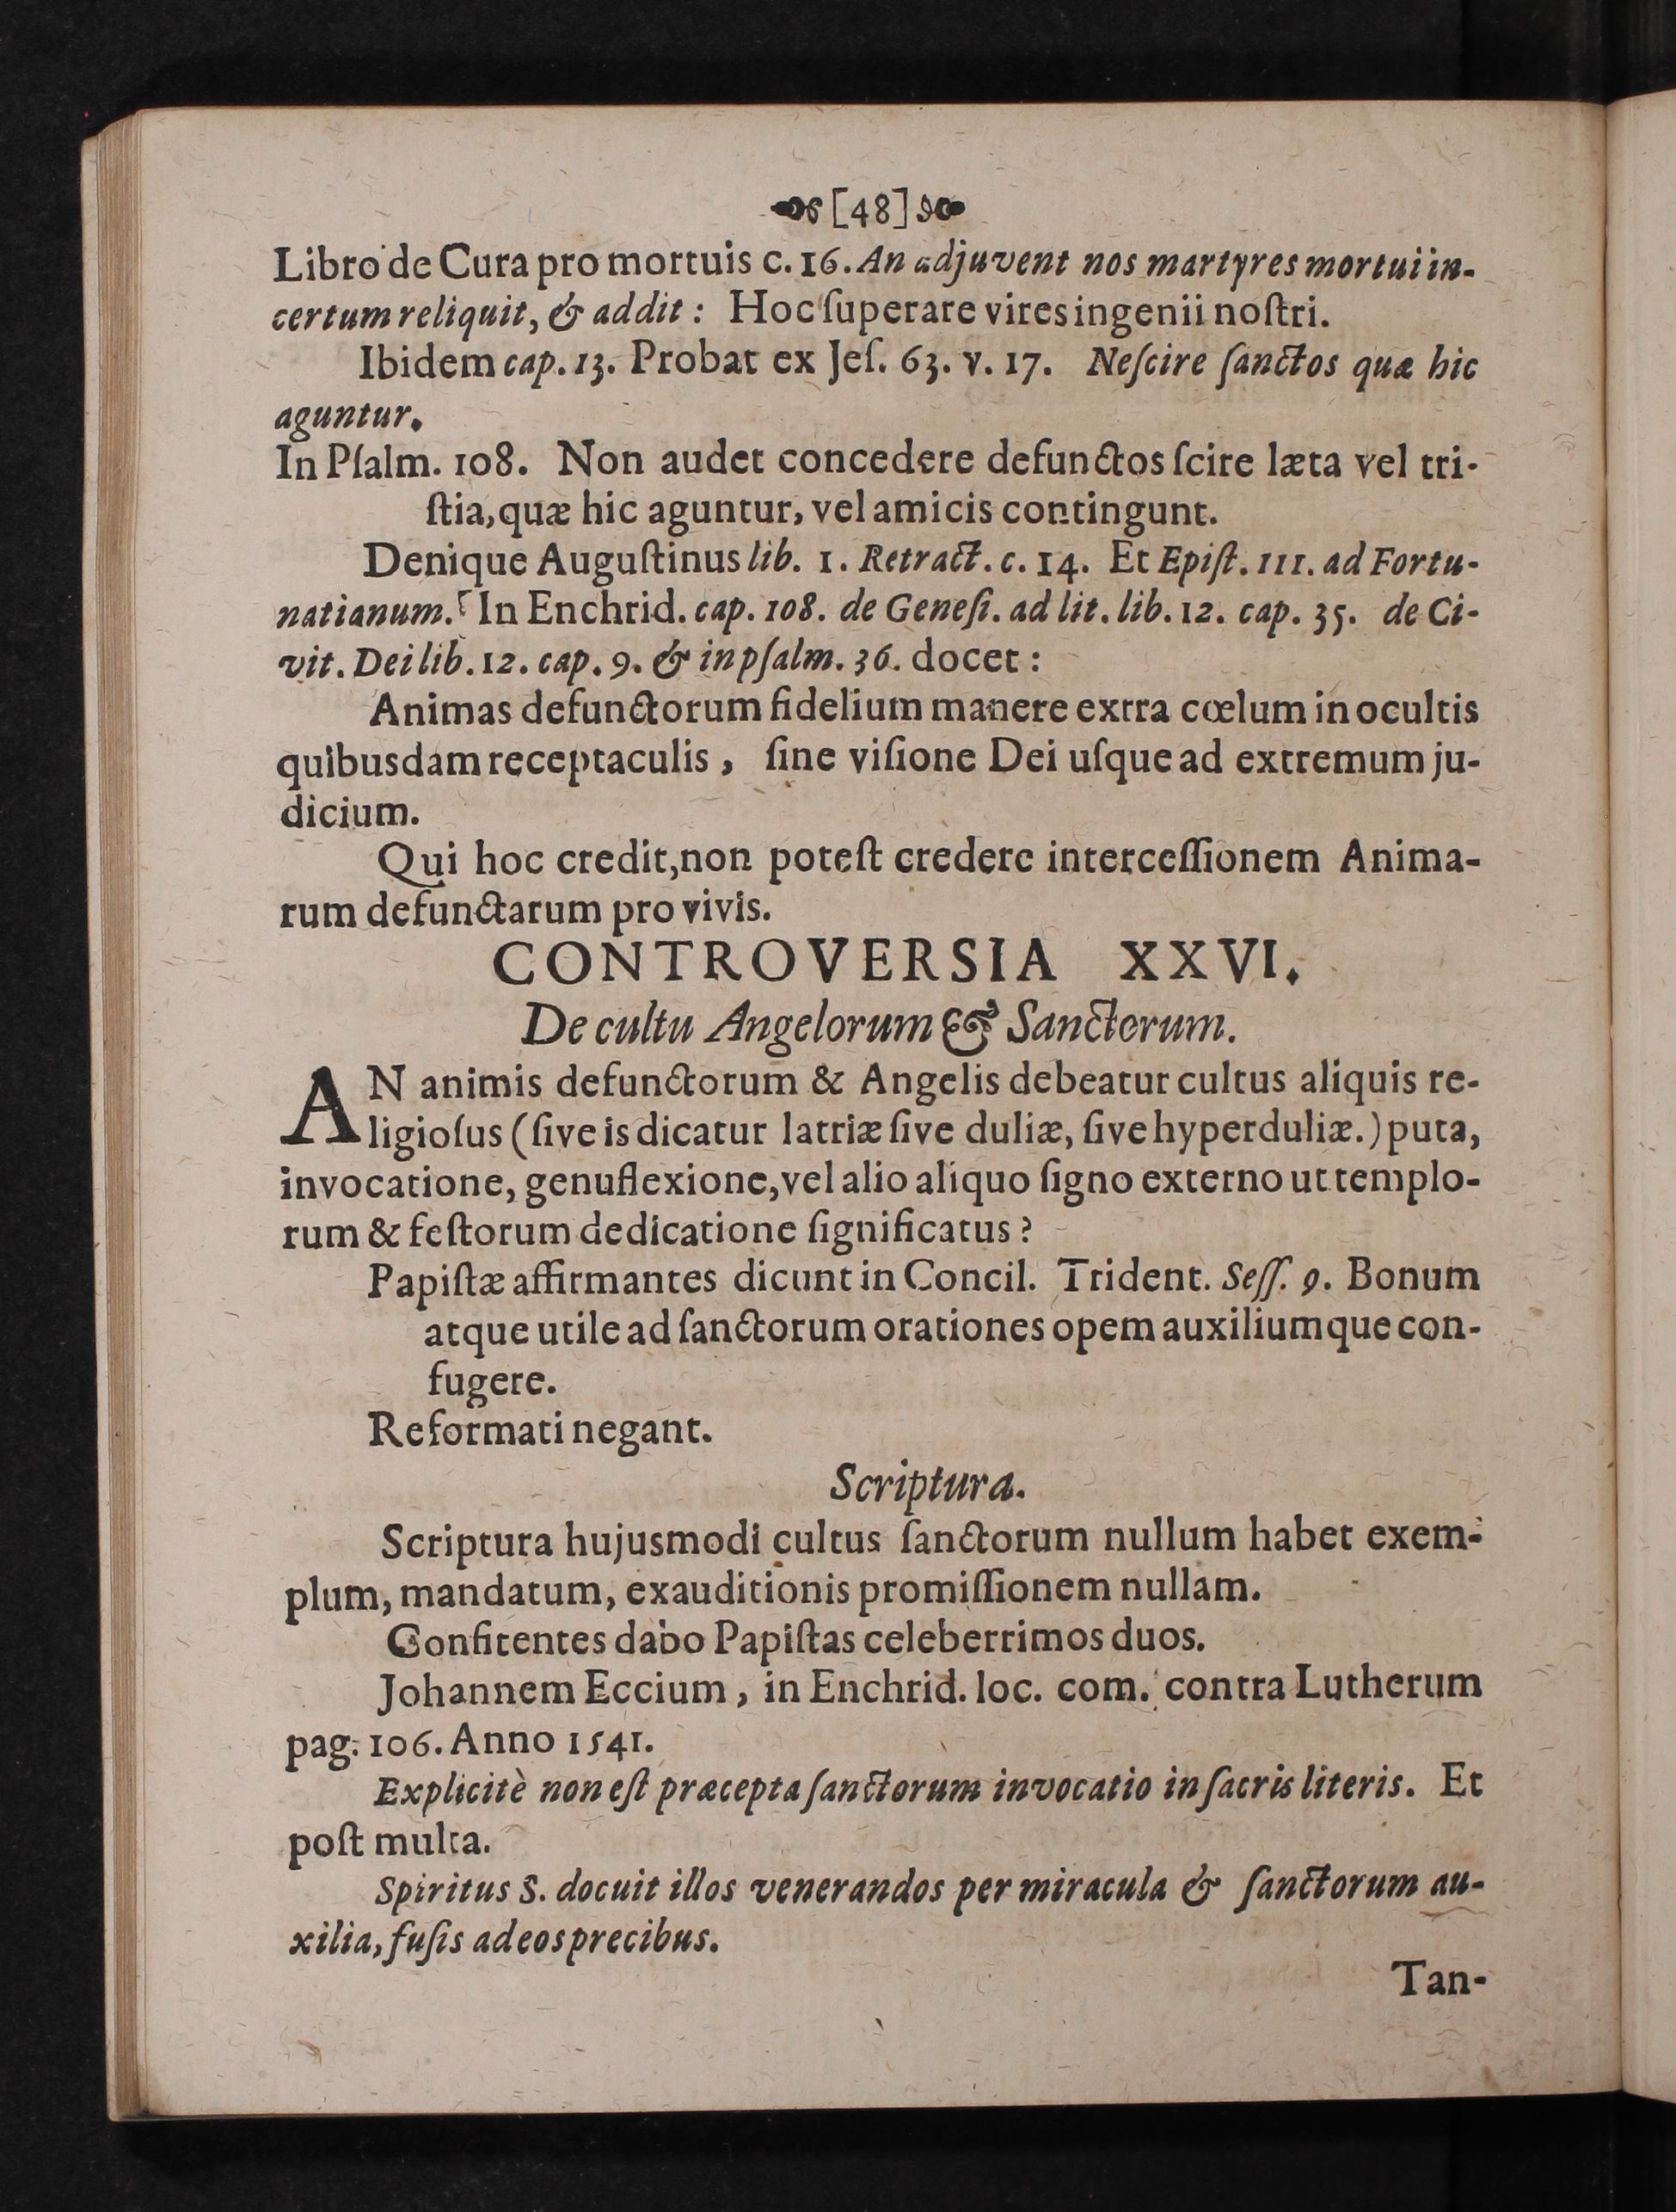 [48]
Libro de Cura pro mortuis c. 16. An adjuvent nos martyres mortui in-
certum reliquit, & addit: Hoc ſuperare vires ingenii noſtri.
Ibidem cap. 13. Probat ex Jeſ. 63. v. 17. Neſcire ſanctos quæ hic
aguntur.
In Pſalm. 108. Non audet concedere defunctos ſcire læta vel tri-
ſtia, quæ hic aguntur, vel amicis contingunt.
Denique Auguſtinus lib. 1. Retract. c. 14. Et Epiſt. 111. ad Fortu-
natianum. In Enchrid. cap. 108. de Geneſi. ad lit. lib. 12. cap. 35. de Ci-
vit. Dei lib. 12. cap. 9. & in pſalm. 36. docet:
Animas defunctorum fidelium manere extra cœlum in ocultis
quibusdam receptaculis, ſine viſione Dei uſque ad extremum ju-
dicium.
Qui hoc credit, non poteſt credere interceſſionem Anima-
rum defunctarum pro vivis.
CONTROVERSIA XXVI.
De cultu Angelorum & Sanctorum.
AN animis defunctorum & Angelis debeatur cultus aliquis re-
ligioſus (ſive is dicatur latriæ ſive duliæ, ſive hyperduliæ.) puta,
invocatione, genuflexione, vel alio aliquo ſigno externo ut templo-
rum & feſtorum dedicatione ſignificatus?
Papiſtæ affirmantes dicunt in Concil. Trident. Seſſ. 9. Bonum
atque utile ad ſanctorum orationes opem auxiliumque con-
fugere.
Reformati negant.
Scriptura.
Scriptura hujusmodi cultus ſanctorum nullum habet exem-
plum, mandatum, exauditionis promiſſionem nullam.
Confitentes dabo Papiſtas celeberrimos duos.
Johannem Eccium, in Enchrid. loc. com. contra Lutherum
pag. 106. Anno 1541.
Explicitè non eſt præcepta ſanctorum invocatio in ſacris literis. Et
poſt multa.
Spiritus S. docuit illos venerandos per miracula & ſanctorum au-
xilia, fuſis ad eos precibus.
Tan-